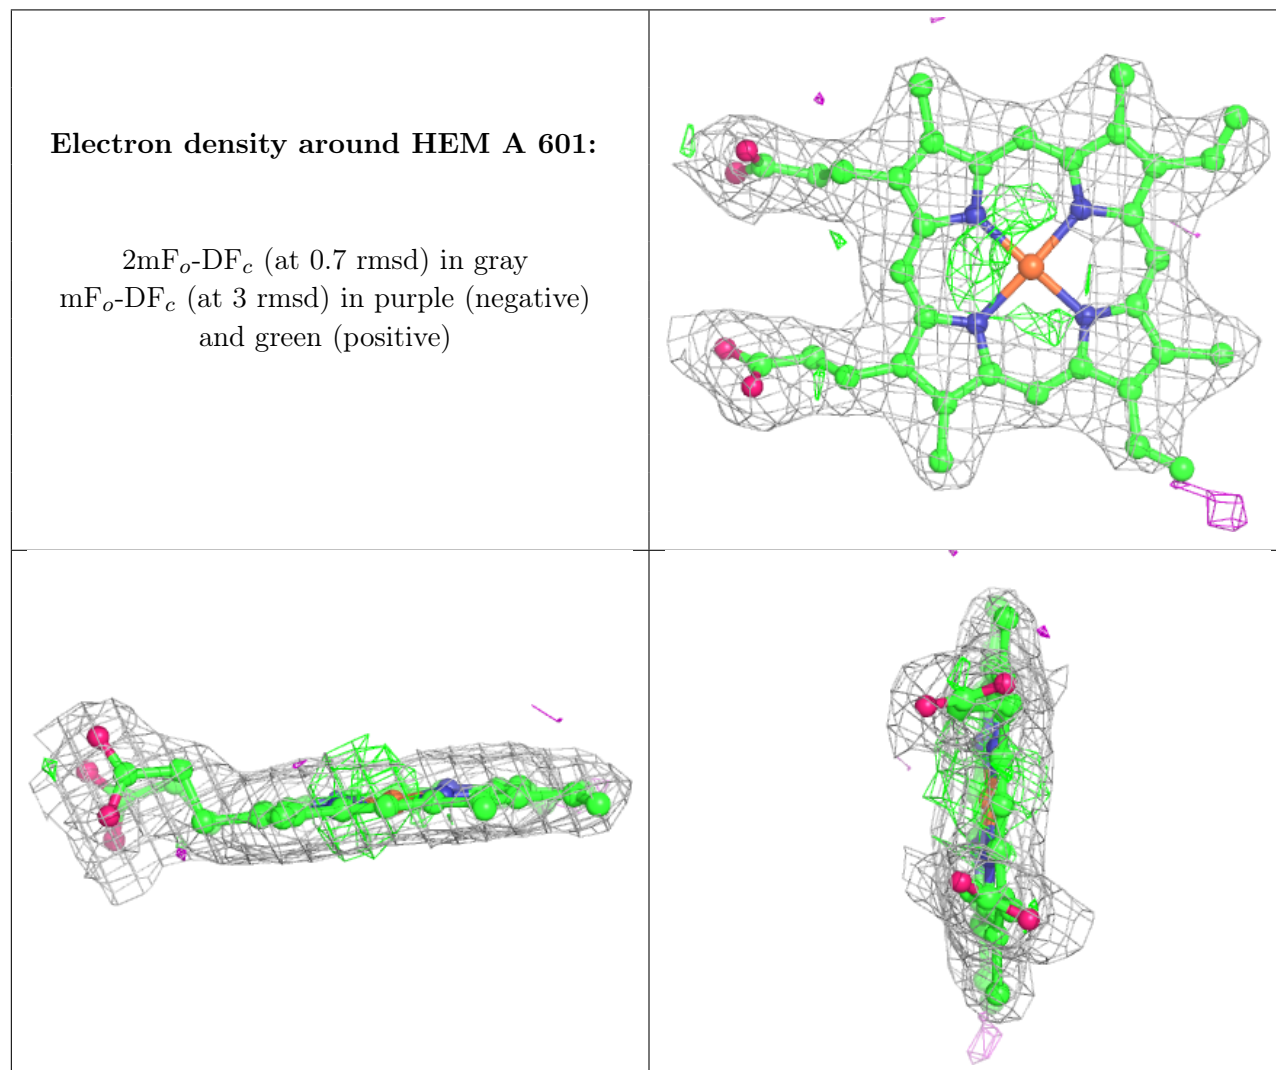 Electron density around HEM A 601:
2mFo-DFc (at 0.7 rmsd) in gray
mFo-DFc (at 3 rmsd) in purple (negative)
and green (positive)